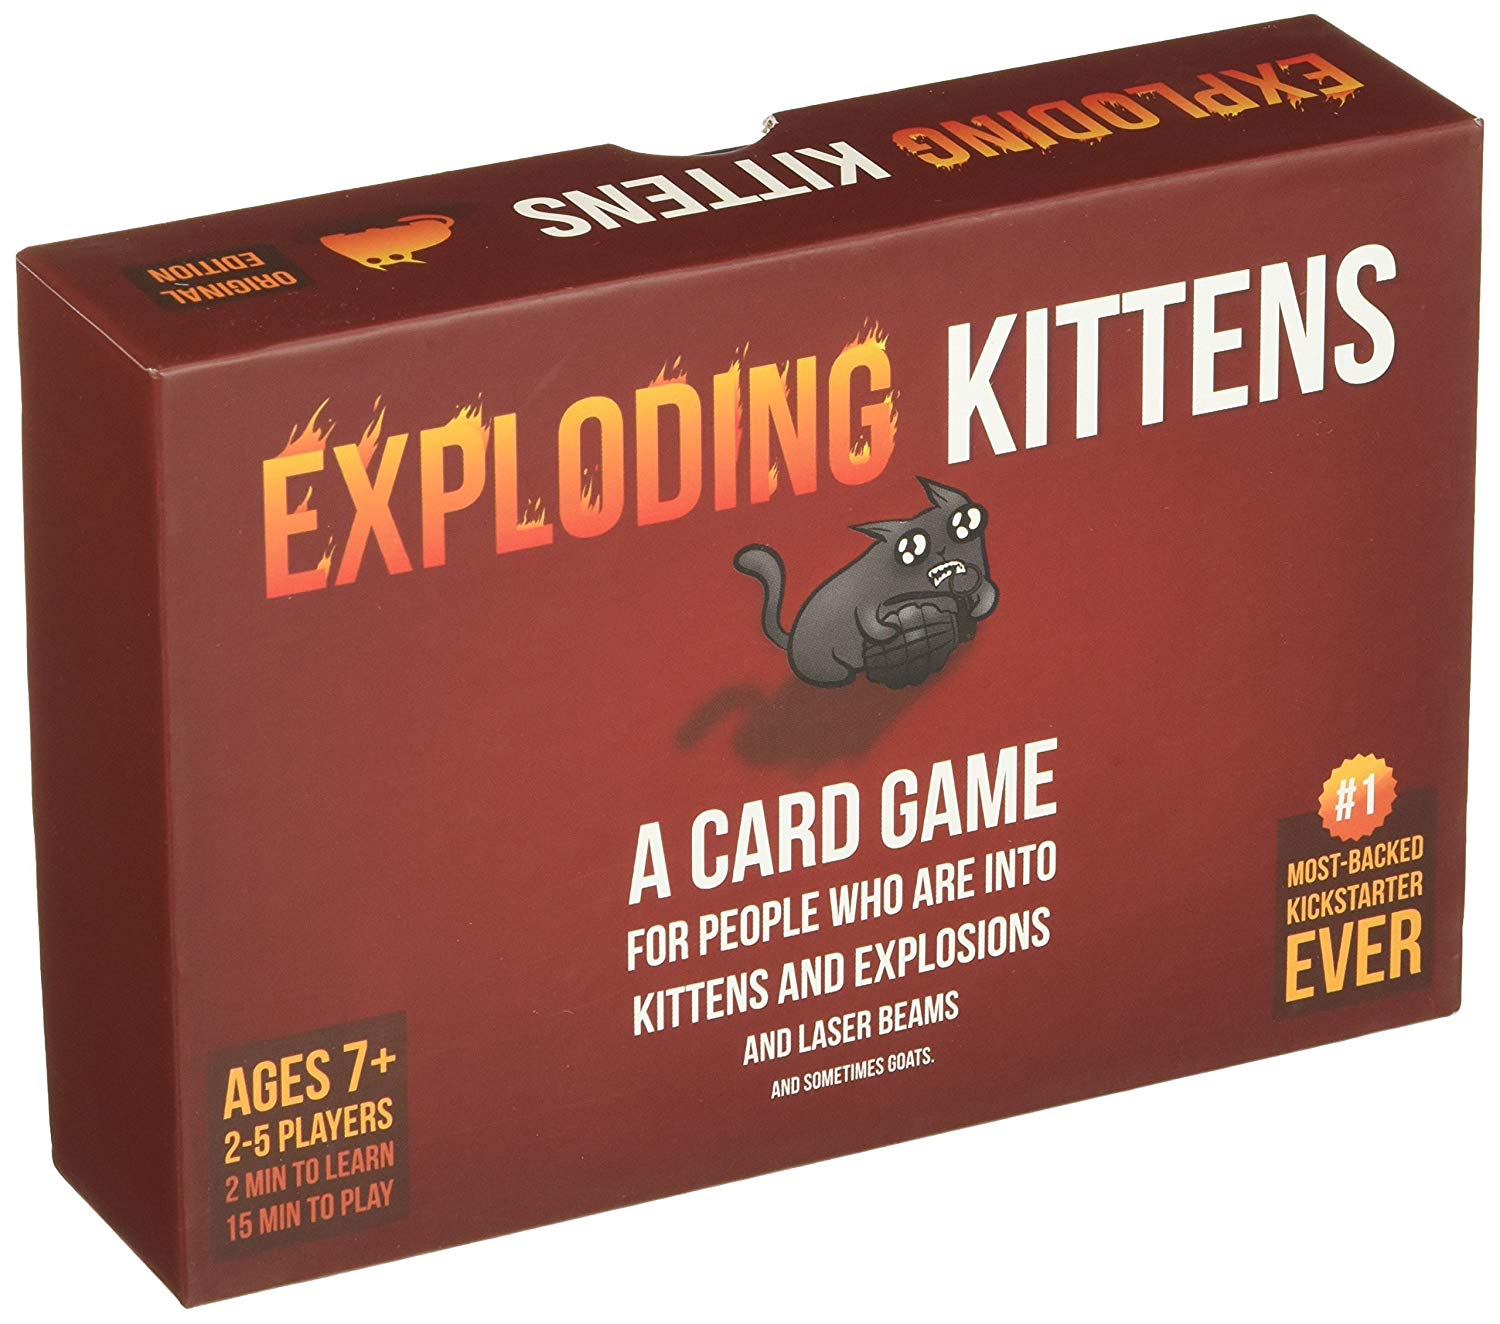 EXPLODING KITTENS
ORIGINAL
EDITION
EXPLODING KITTENS
A CARD GAME
FOR PEOPLE WHO ARE INTO
KITTENS AND EXPLOSIONS
AND LASER BEAMS
AND SOMETIMES GOATS.
#1
MOST-BACKED
KICKSTARTER
EVER
AGES 7+
2-5 PLAYERS
2 MIN TO LEARN
15 MIN TO PLAY